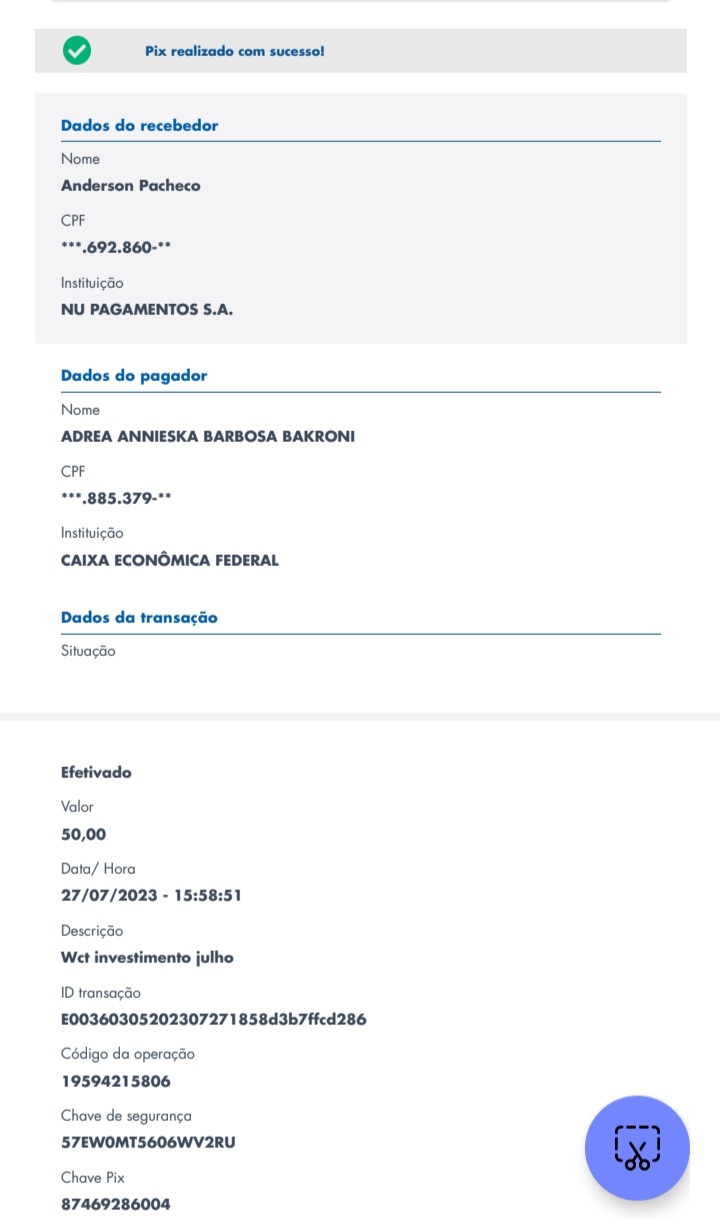 Pix realizado com sucesso!
Dados do recebedor
Nome
Anderson Pacheco
CPF
***.692.860-**
Instituição
NU PAGAMENTOS S.A.
Dados do pagador
Nome
ADREA ANNIESKA BARBOSA BAKRONI
CPF
***.885.379-**
Instituição
CAIXA ECONÔMICA FEDERAL
Dados da transação
Situação
Efetivado
Valor
50,00
Data/ Hora
27/07/2023 - 15:58:51
Descrição
Wct investimento julho
ID transação
E00360305202307271858d3b7ffcd286
Código da operação
19594215806
Chave de segurança
57EW0MT5606WV2RU
Chave Pix
87469286004